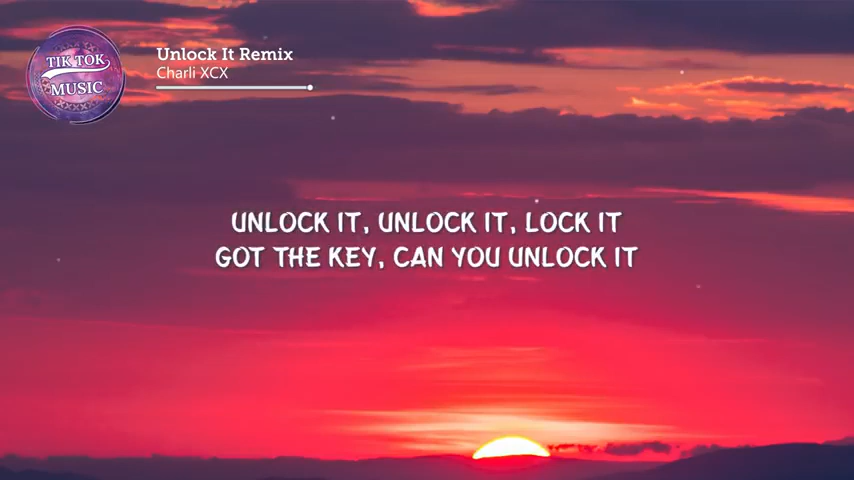 TIK TOK
MUSIC
Unlock It Remix
Charli XCX
UNLOCK IT, UNLOCK IT, LOCK IT
GOT THE KEY, CAN YOU UNLOCK IT